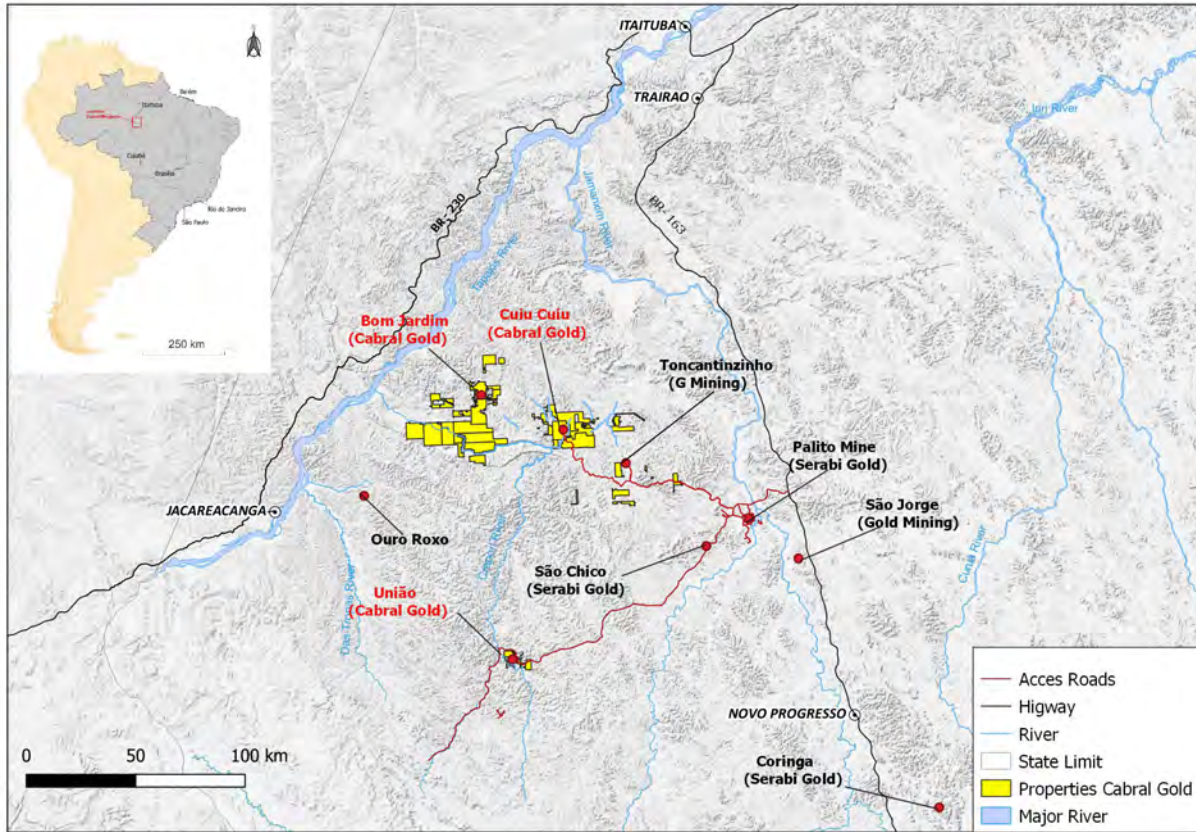 ITAITUBA
TRAIRAO
Iriri River
Belém
Itaituba
Cuiabá
Brasília
Rio de Janeiro
São Paulo
250 km
BR- 230
Tapajós River
Jamanxim River
BR- 163
Bom Jardim
(Cabral Gold)
Cuiu Cuiu
(Cabral Gold)
Toncantinzinho
(G Mining)
Palito Mine
(Serabi Gold)
São Jorge
(Gold Mining)
JACAREACANGA
Ouro Roxo
São Chico
(Serabi Gold)
União
(Cabral Gold)
Curuá River
NOVO PROGRESSO
Coringa
(Serabi Gold)
0 50 100 km
Acces Roads
Higway
River
State Limit
Properties Cabral Gold
Major River